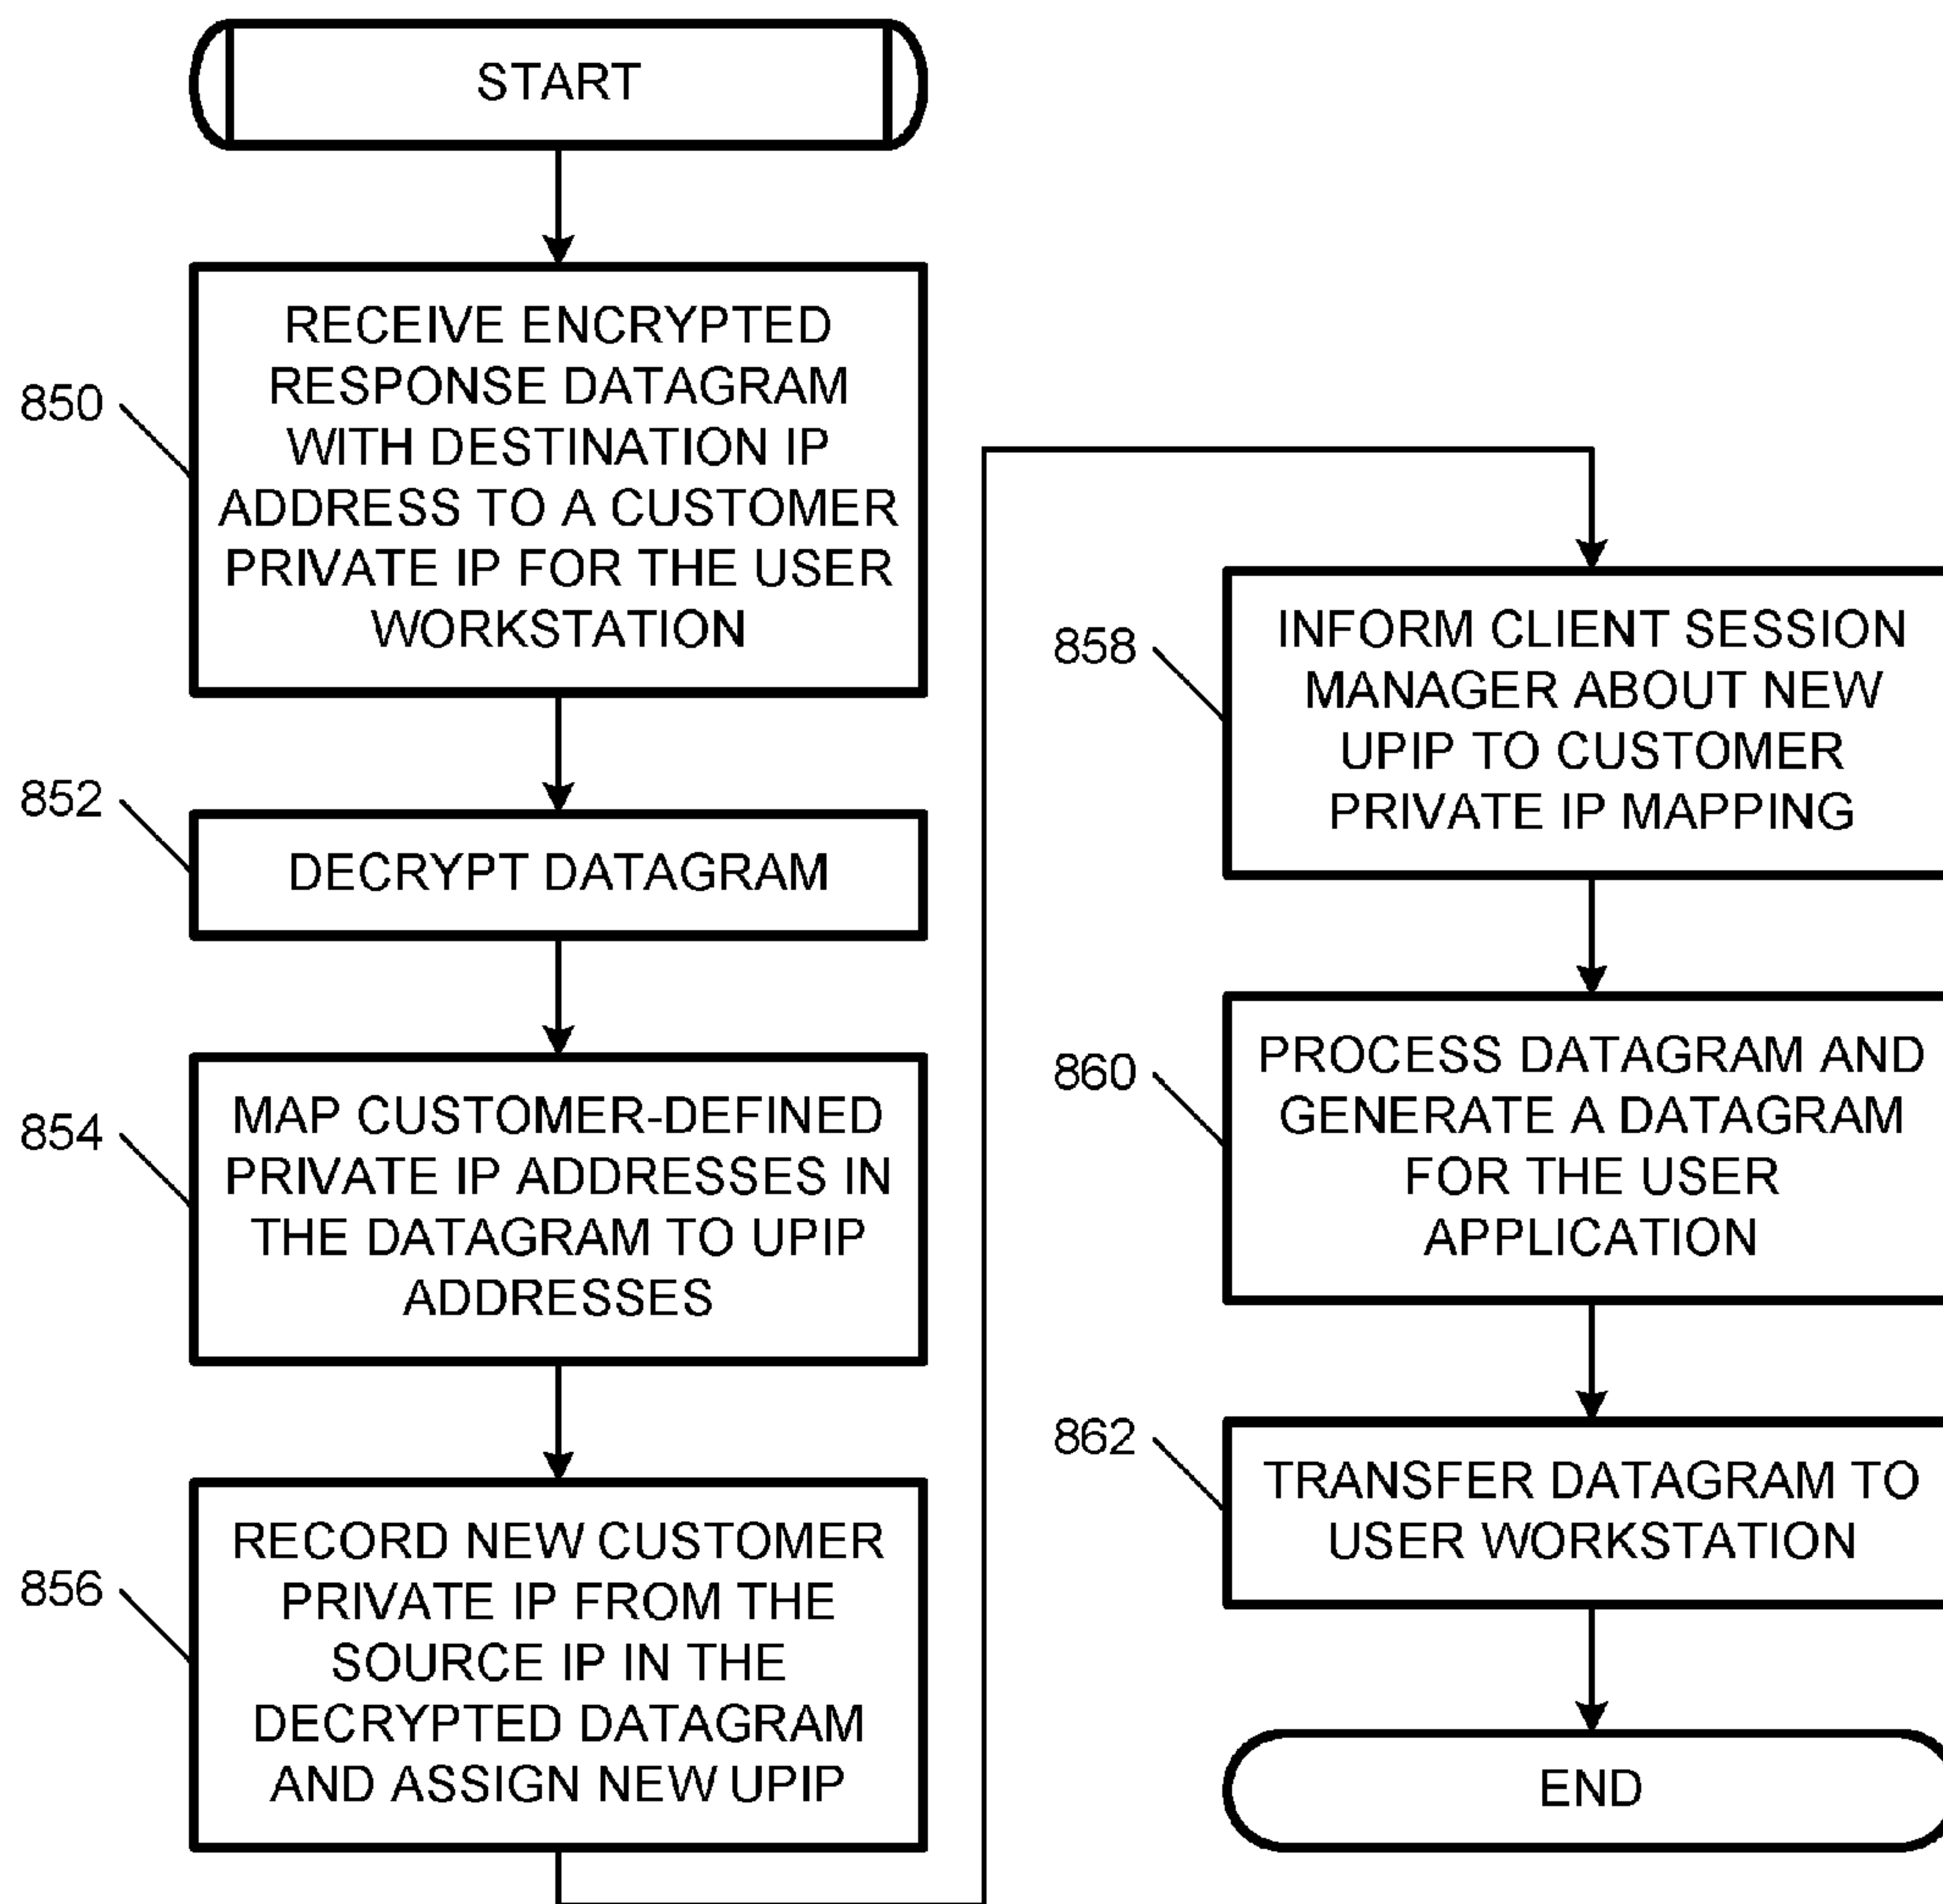 START
850
RECEIVE ENCRYPTED
RESPONSE DATAGRAM
WITH DESTINATION IP
ADDRESS TO A CUSTOMER
PRIVATE IP FOR THE USER
WORKSTATION
852
DECRYPT DATAGRAM
854
MAP CUSTOMER-DEFINED
PRIVATE IP ADDRESSES IN
THE DATAGRAM TO UPIP
ADDRESSES
856
RECORD NEW CUSTOMER
PRIVATE IP FROM THE
SOURCE IP IN THE
DECRYPTED DATAGRAM
AND ASSIGN NEW UPIP
858
INFORM CLIENT SESSION
MANAGER ABOUT NEW
UPIP TO CUSTOMER
PRIVATE IP MAPPING
860
PROCESS DATAGRAM AND
GENERATE A DATAGRAM
FOR THE USER
APPLICATION
862
TRANSFER DATAGRAM TO
USER WORKSTATION
END